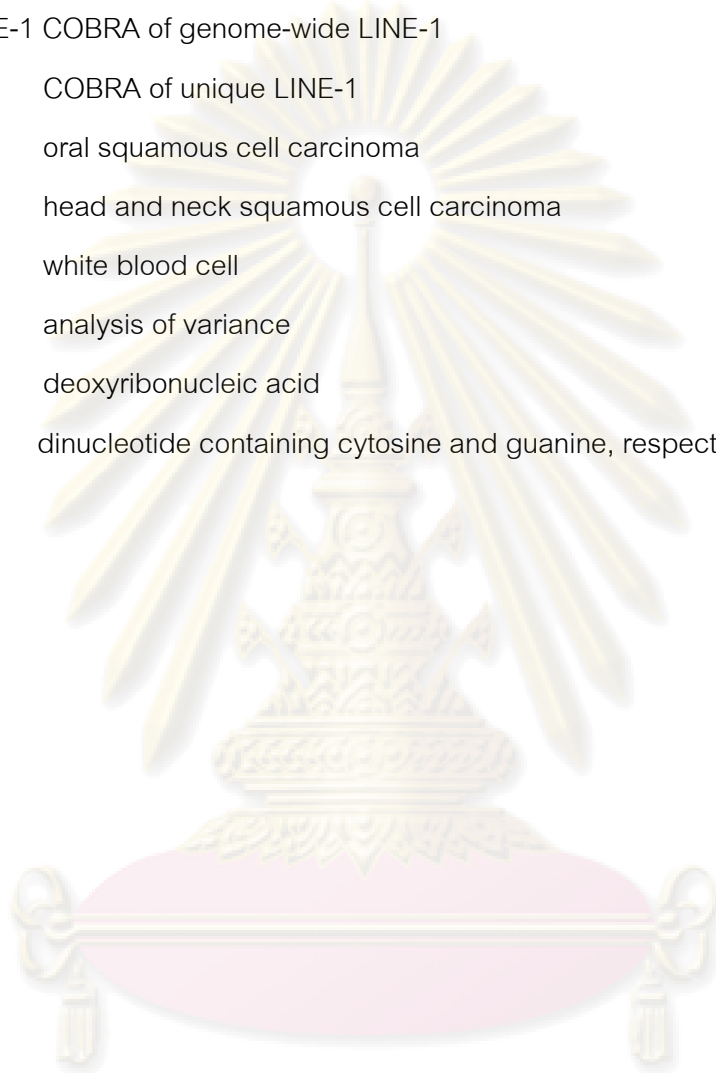 E-1 COBRA of genome-wide LINE-1
COBRA of unique LINE-1
oral squamous cell carcinoma
head and neck squamous cell carcinoma
white blood cell
analysis of variance
deoxyribonucleic acid
dinucleotide containing cytosine and guanine, respect